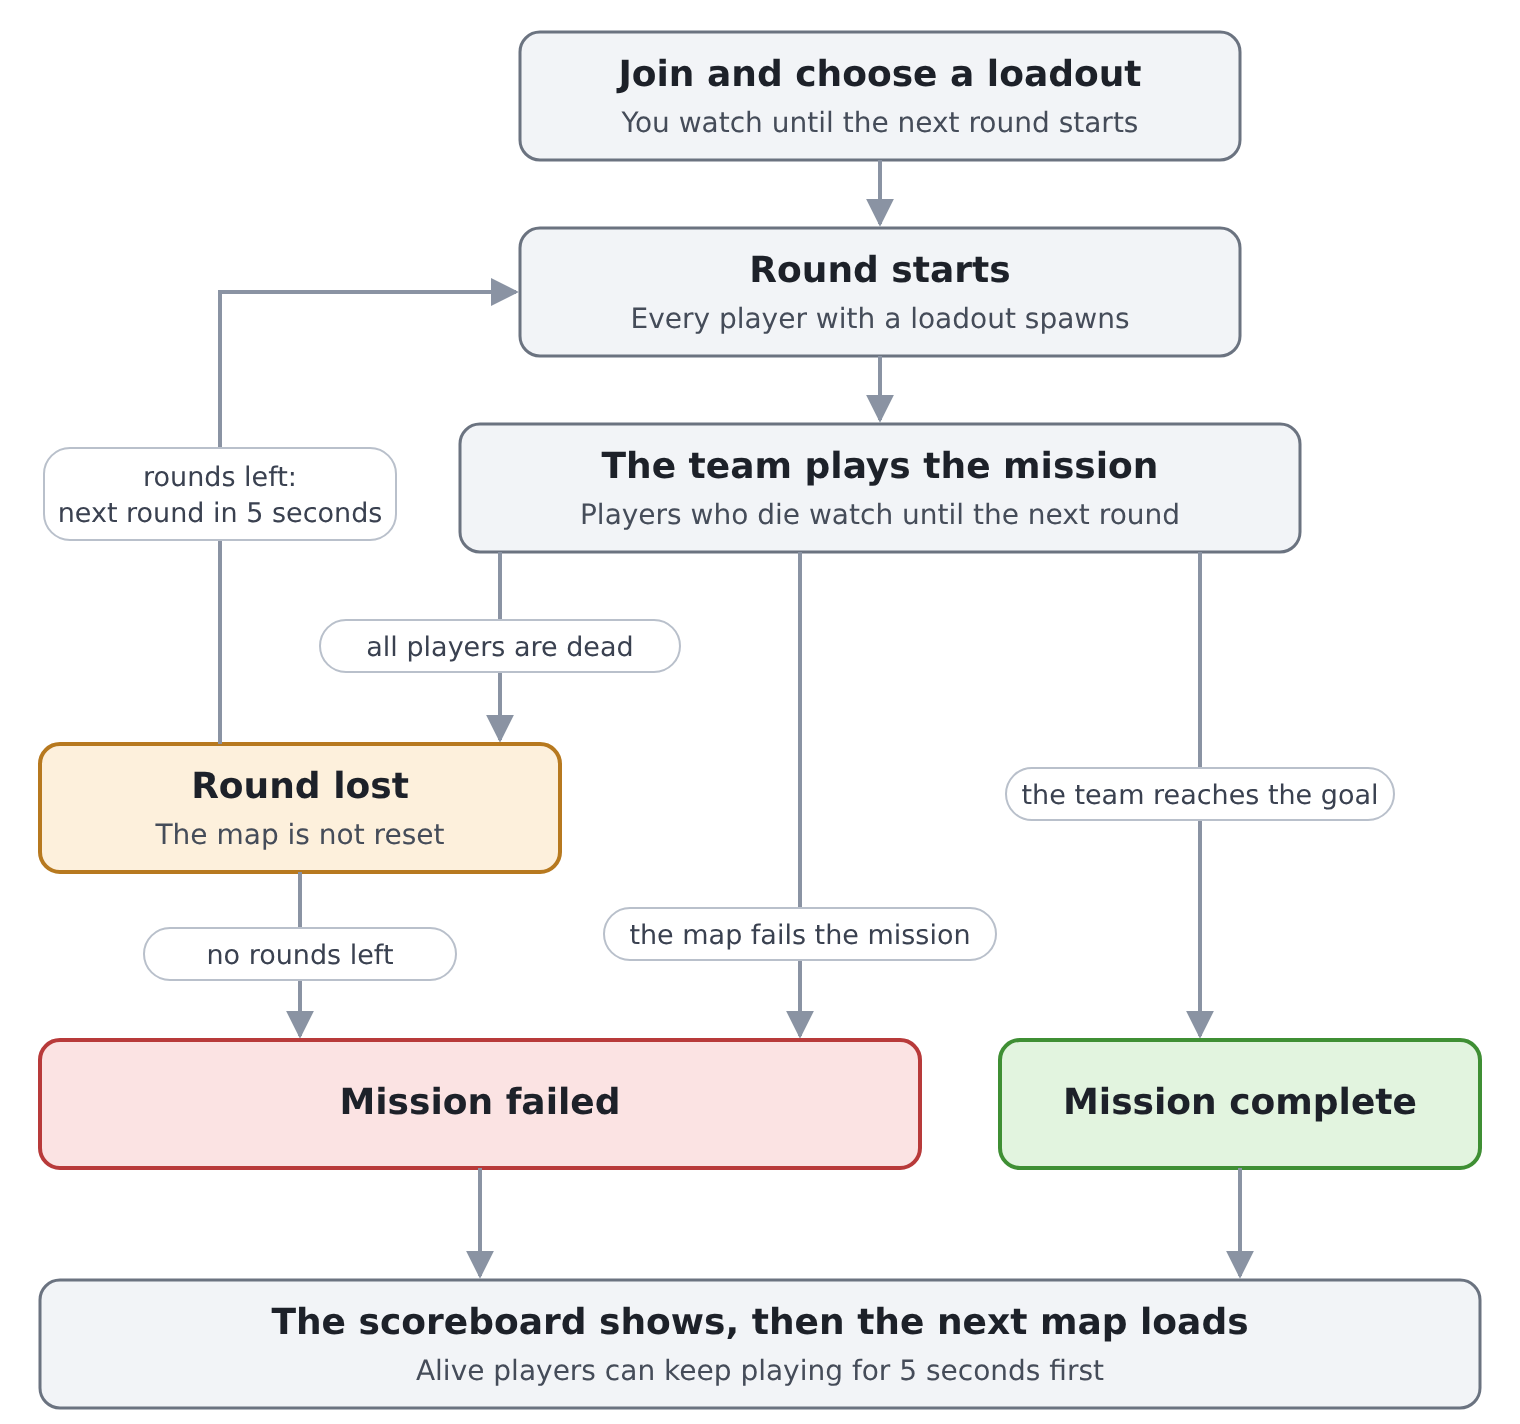 Join and choose a loadout
You watch until the next round starts
Round starts
Every player with a loadout spawns
The team plays the mission
Players who die watch until the next round
rounds left:
next round in 5 seconds
all players are dead
Round lost
The map is not reset
the team reaches the goal
the map fails the mission
no rounds left
Mission failed
Mission complete
The scoreboard shows, then the next map loads
Alive players can keep playing for 5 seconds first